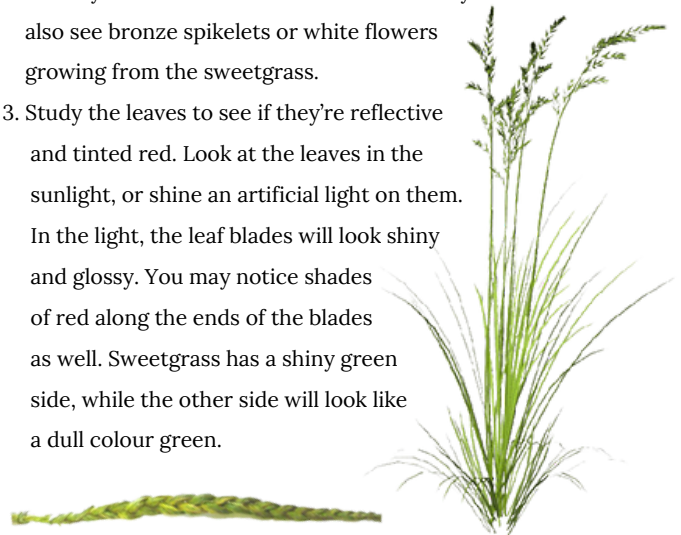 also see bronze spikelets or white flowers
growing from the sweetgrass.
3. Study the leaves to see if they’re reflective
and tinted red. Look at the leaves in the
sunlight, or shine an artificial light on them.
In the light, the leaf blades will look shiny
and glossy. You may notice shades
of red along the ends of the blades
as well. Sweetgrass has a shiny green
side, while the other side will look like
a dull colour green.